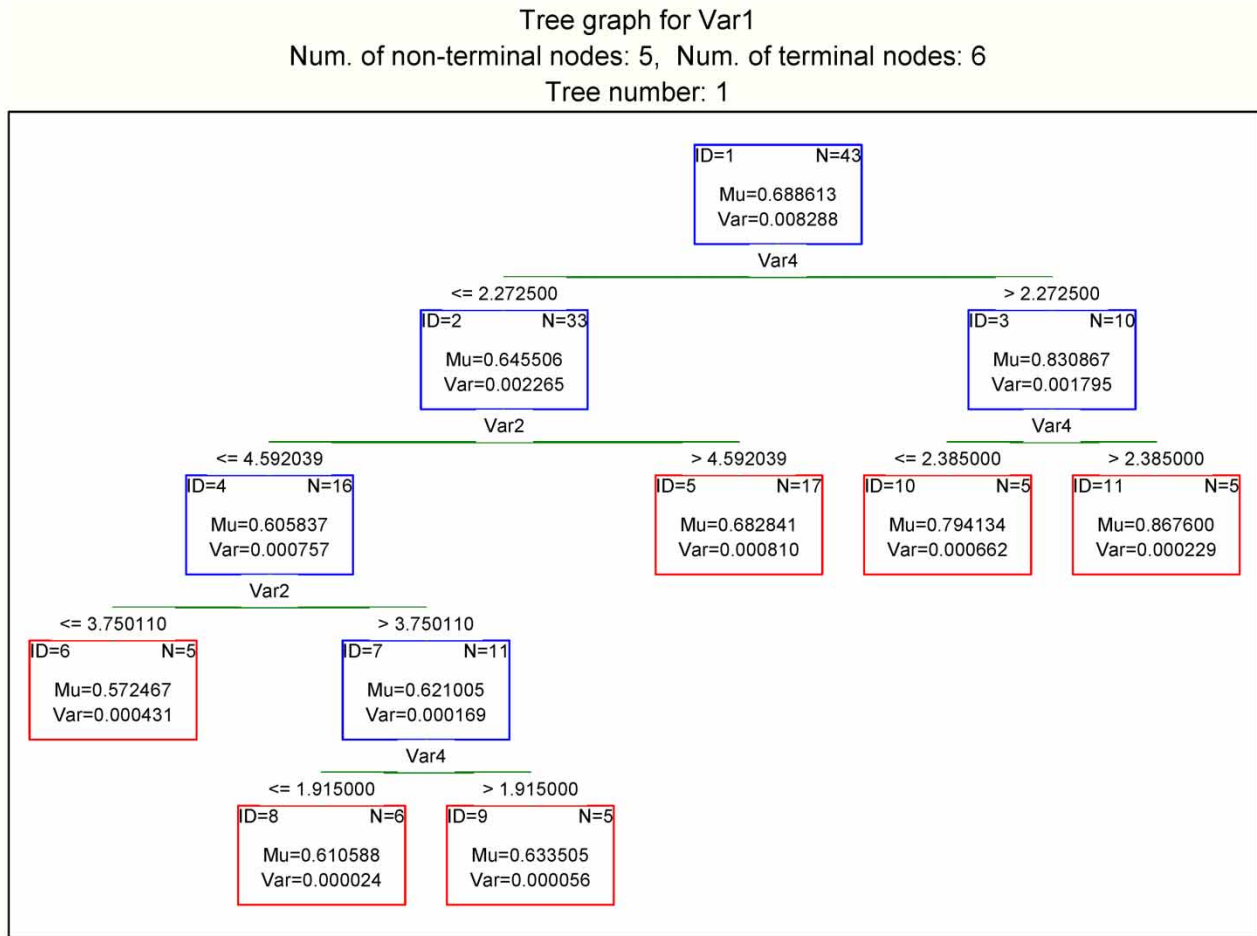 Tree graph for Var1
Num. of non-terminal nodes: 5,  Num. of terminal nodes: 6
Tree number: 1
ID=1 N=43
Mu=0.688613
Var=0.008288
Var4
<= 2.272500
> 2.272500
ID=2 N=33
Mu=0.645506
Var=0.002265
Var2
ID=3 N=10
Mu=0.830867
Var=0.001795
Var4
<= 4.592039
> 4.592039
<= 2.385000
> 2.385000
ID=4 N=16
Mu=0.605837
Var=0.000757
Var2
ID=5 N=17
Mu=0.682841
Var=0.000810
ID=10 N=5
Mu=0.794134
Var=0.000662
ID=11 N=5
Mu=0.867600
Var=0.000229
<= 3.750110
> 3.750110
ID=6 N=5
Mu=0.572467
Var=0.000431
ID=7 N=11
Mu=0.621005
Var=0.000169
Var4
<= 1.915000
> 1.915000
ID=8 N=6
Mu=0.610588
Var=0.000024
ID=9 N=5
Mu=0.633505
Var=0.000056